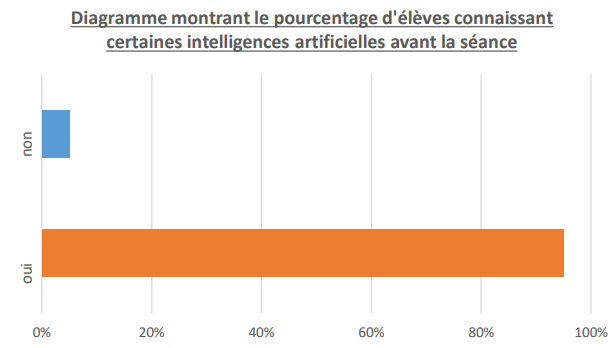 Diagramme montrant le pourcentage d'élèves connaissant
certaines intelligences artificielles avant la séance
non
oui
0% 20% 40% 60% 80% 100%